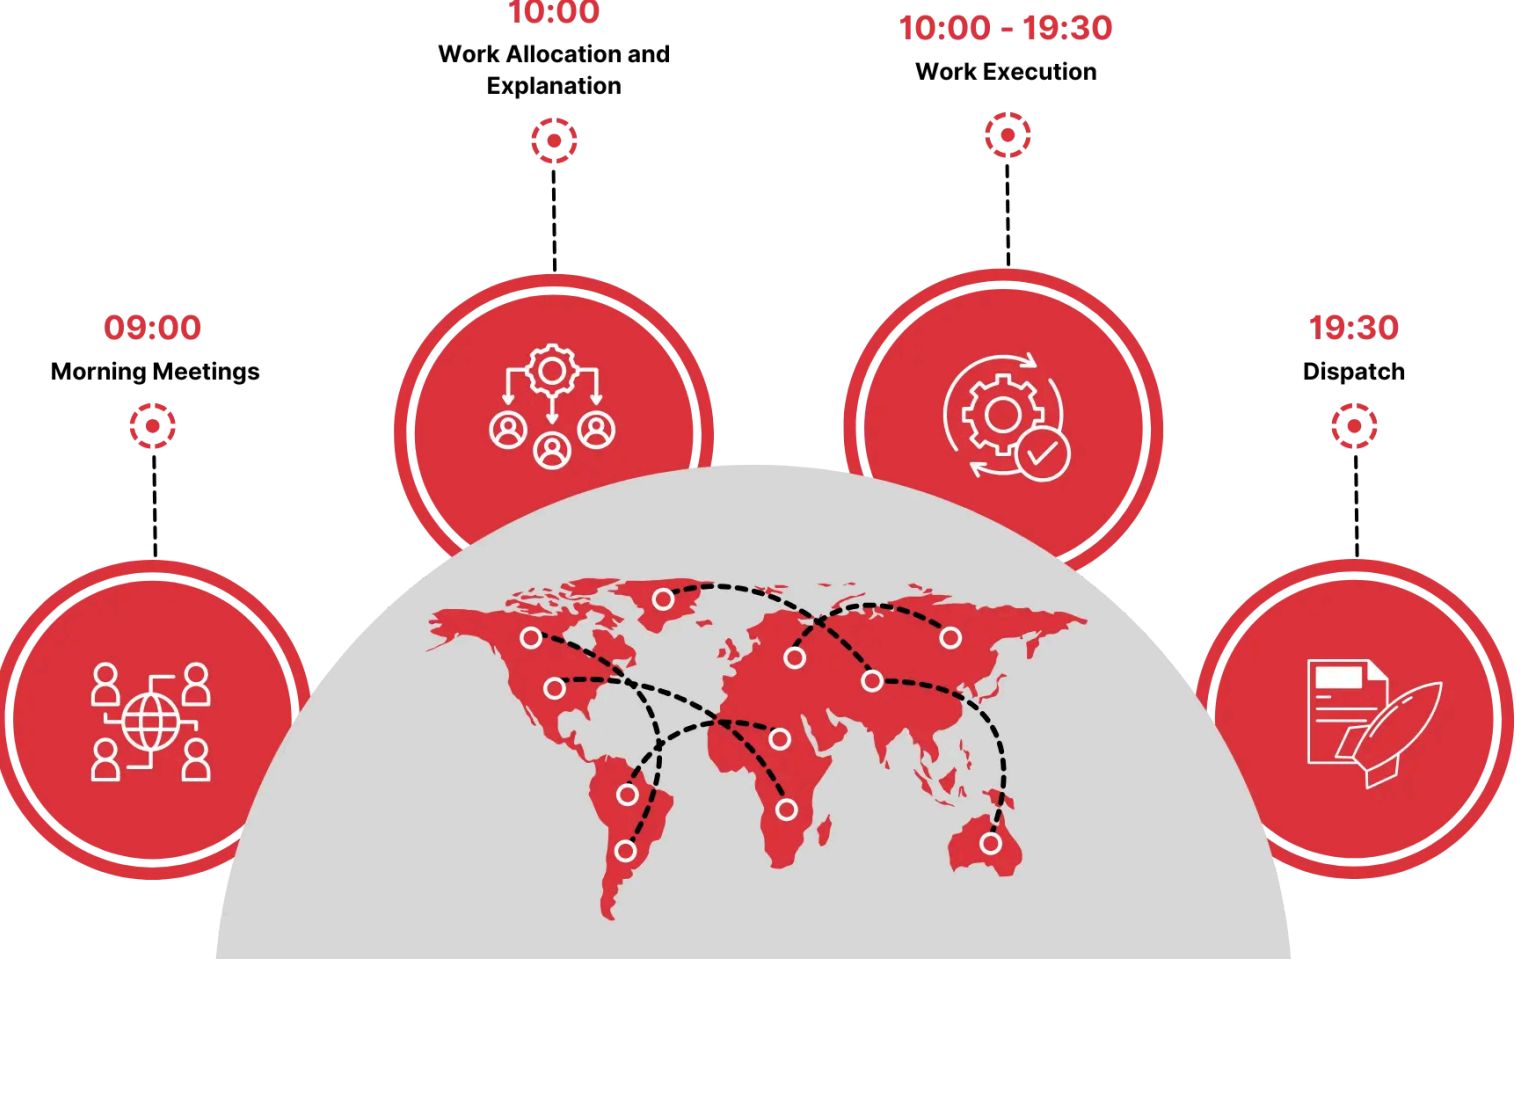 09:00
Morning Meetings
10:00
Work Allocation and
Explanation
10:00 - 19:30
Work Execution
19:30
Dispatch